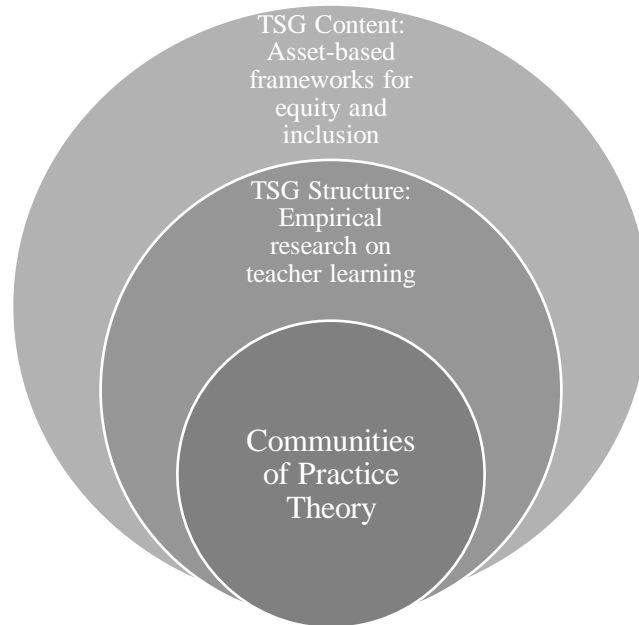 TSG Content:
Asset-based
frameworks for
equity and
inclusion
TSG Structure:
Empirical
research on
teacher learning
Communities
of Practice
Theory